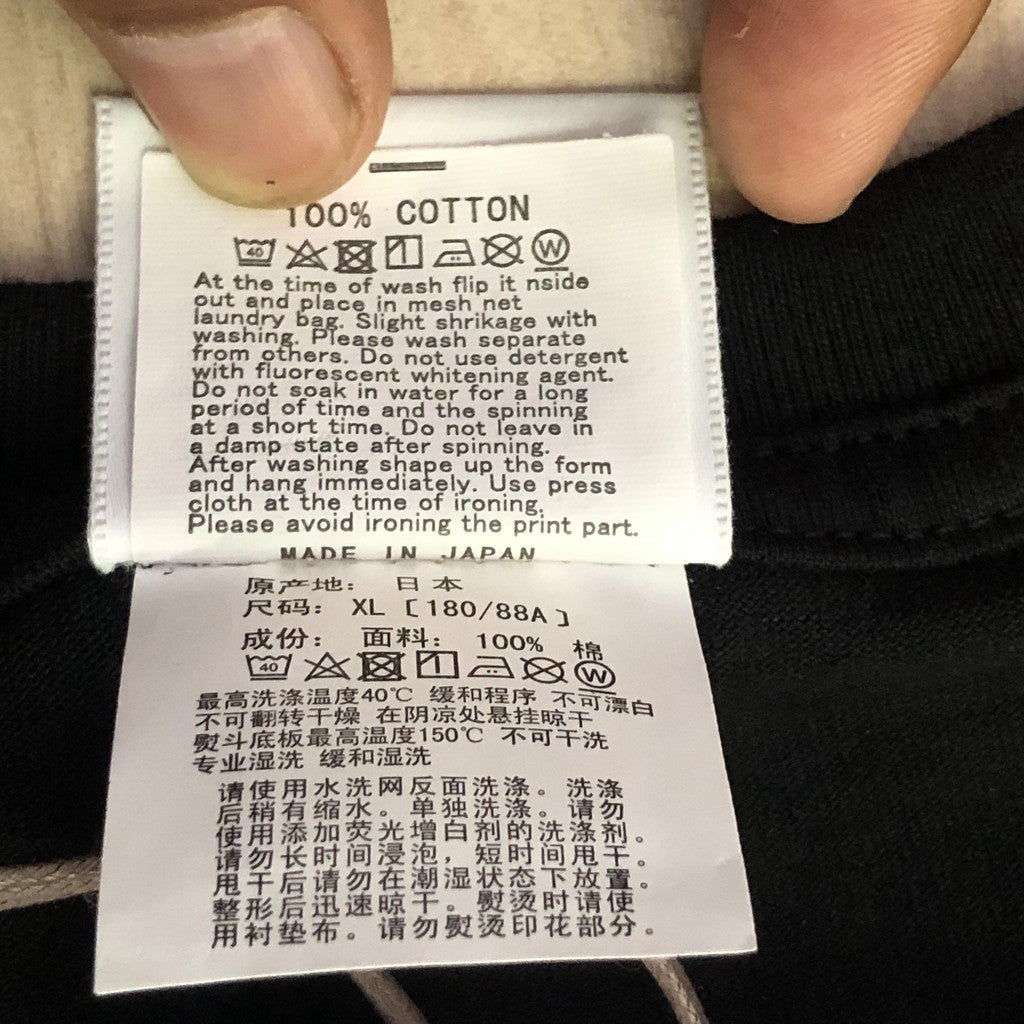 100% COTTON
40 W
At the time of wash flip it nside
out and place in mesh net
laundry bag. Slight shrikage with
washing. Please wash separate
from others. Do not use detergent
with fluorescent whitening agent.
Do not soak in water for a long
period of time and the spinning
at a short time. Do not leave in
a damp state after spinning.
After washing shape up the form
and hang immediately. Use press
cloth at the time of ironing.
Please avoid ironing the print part.
MADE IN JAPAN
原产地: 日本
尺码: XL [180/88A]
成份: 面料: 100% 棉
40 W
最高洗涤温度40℃ 缓和程序 不可漂白
不可翻转干燥 在阴凉处悬挂晾干
熨斗底板最高温度150℃ 不可干洗
专业湿洗 缓和湿洗
请使用水洗网反面洗涤。洗涤
后稍有缩水。单独洗涤。请勿
使用添加荧光增白剂的洗涤剂。
请勿长时间浸泡，短时间甩干。
甩干后请勿在潮湿状态下放置。
整形后迅速晾干。熨烫时请使
用衬垫布。请勿熨烫印花部分。